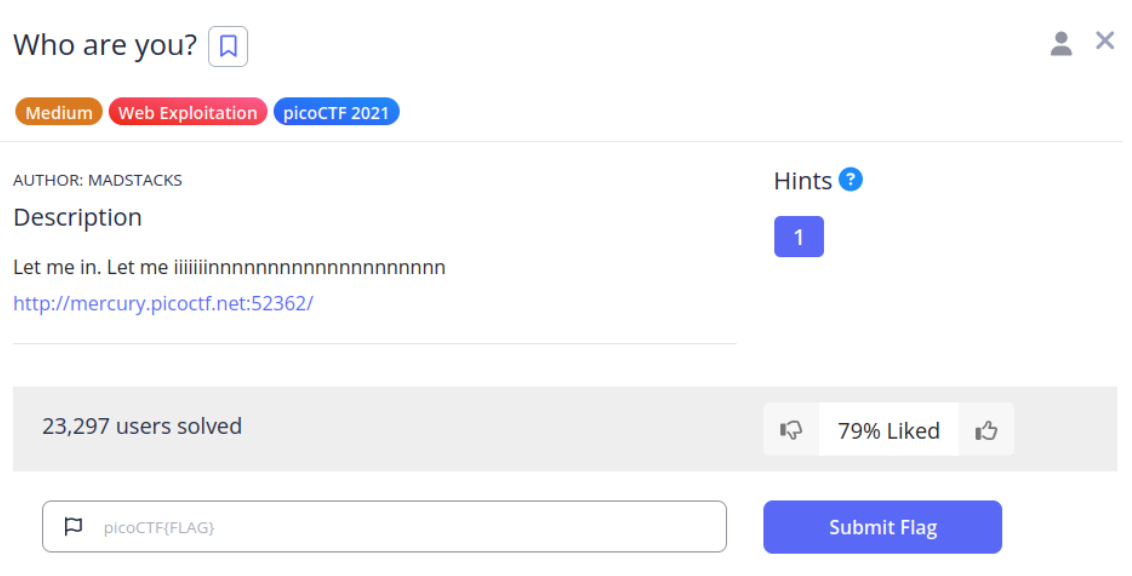 Who are you?
Medium Web Exploitation picoCTF 2021
AUTHOR: MADSTACKS
Description
Let me in. Let me iiiiiiinnnnnnnnnnnnnnnnnnnn
http://mercury.picoctf.net:52362/
Hints ?
1
23,297 users solved
79% Liked
picoCTF{FLAG}
Submit Flag